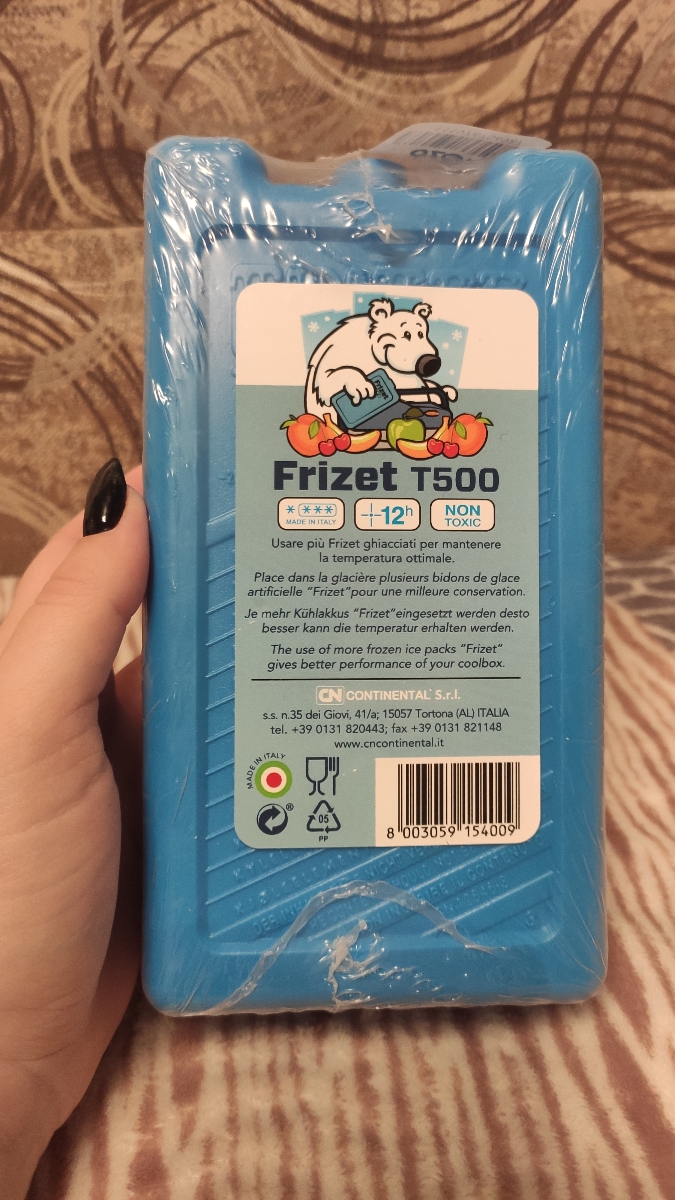 Frizet
Frizet T500
MADE IN ITALY
12h
NON
TOXIC
Usare più Frizet ghiacciati per mantenere
la temperatura ottimale.
Place dans la glacière plusieurs bidons de glace
artificielle "Frizet"pour une milleure conservation.
Je mehr Kühlakkus "Frizet"eingesetzt werden desto
besser kann die temperatur erhalten werden.
The use of more frozen ice packs "Frizet"
gives better performance of your coolbox.
CN CONTINENTAL® S.r.l.
s.s. n.35 dei Giovi, 41/a; 15057 Tortona (AL) ITALIA
tel. +39 0131 820443; fax +39 0131 821148
www.cncontinental.it
MADE IN ITALY
®
05
PP
8 003059 154009